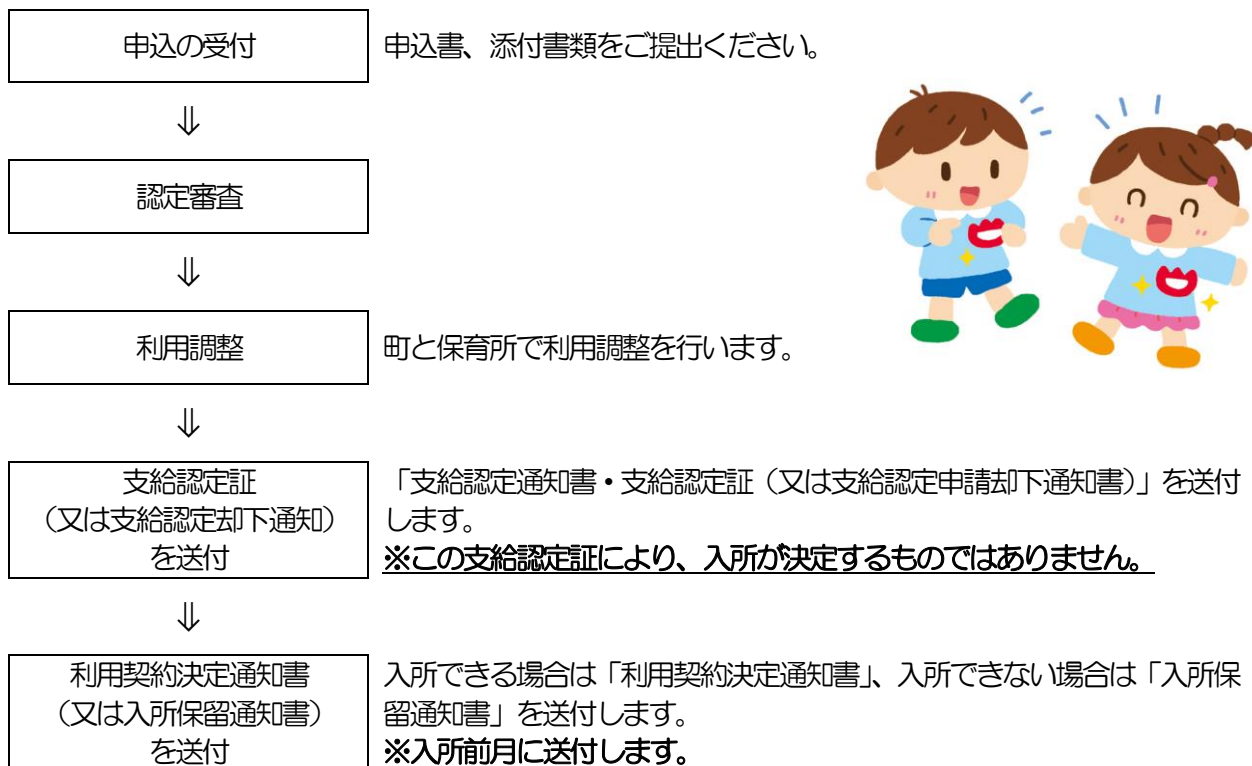 申込の受付
申込書、添付書類をご提出ください。
⇓
認定審査
⇓
利用調整
町と保育所で利用調整を行います。
⇓
支給認定証
（又は支給認定却下通知）
を送付
「支給認定通知書・支給認定証（又は支給認定申請却下通知書）」を送付
します。
※この支給認定証により、入所が決定するものではありません。
⇓
利用契約決定通知書
（又は入所保留通知書）
を送付
入所できる場合は「利用契約決定通知書」、入所できない場合は「入所保
留通知書」を送付します。
※入所前月に送付します。